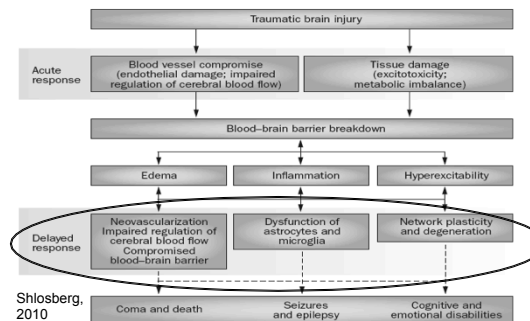 Traumatic brain injury
Acute response
Blood vessel compromise
(endothelial damage; impaired
regulation of cerebral blood flow)
Tissue damage
(excitotoxicity;
metabolic imbalance)
Blood–brain barrier breakdown
Edema
Inflammation
Hyperexcitability
Delayed response
Neovascularization
Impaired regulation of
cerebral blood flow
Compromised
blood–brain barrier
Dysfunction of
astrocytes and
microglia
Network plasticity
and degeneration
Shlosberg,
2010
Coma and death
Seizures
and epilepsy
Cognitive and
emotional disabilities